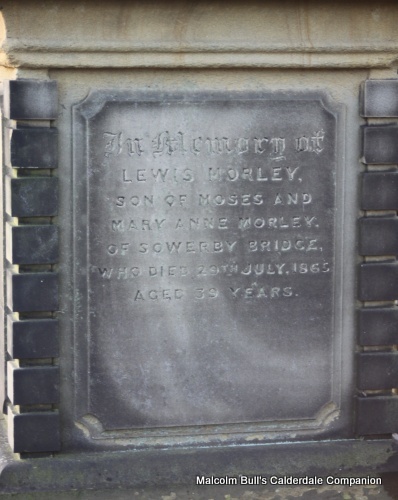 In Memory of
LEWIS MORLEY,
SON OF MOSES AND
MARY ANNE MORLEY,
OF SOWERBY BRIDGE,
WHO DIED 29TH JULY, 1865
AGED 39 YEARS.
Malcolm Bull's Calderdale Companion